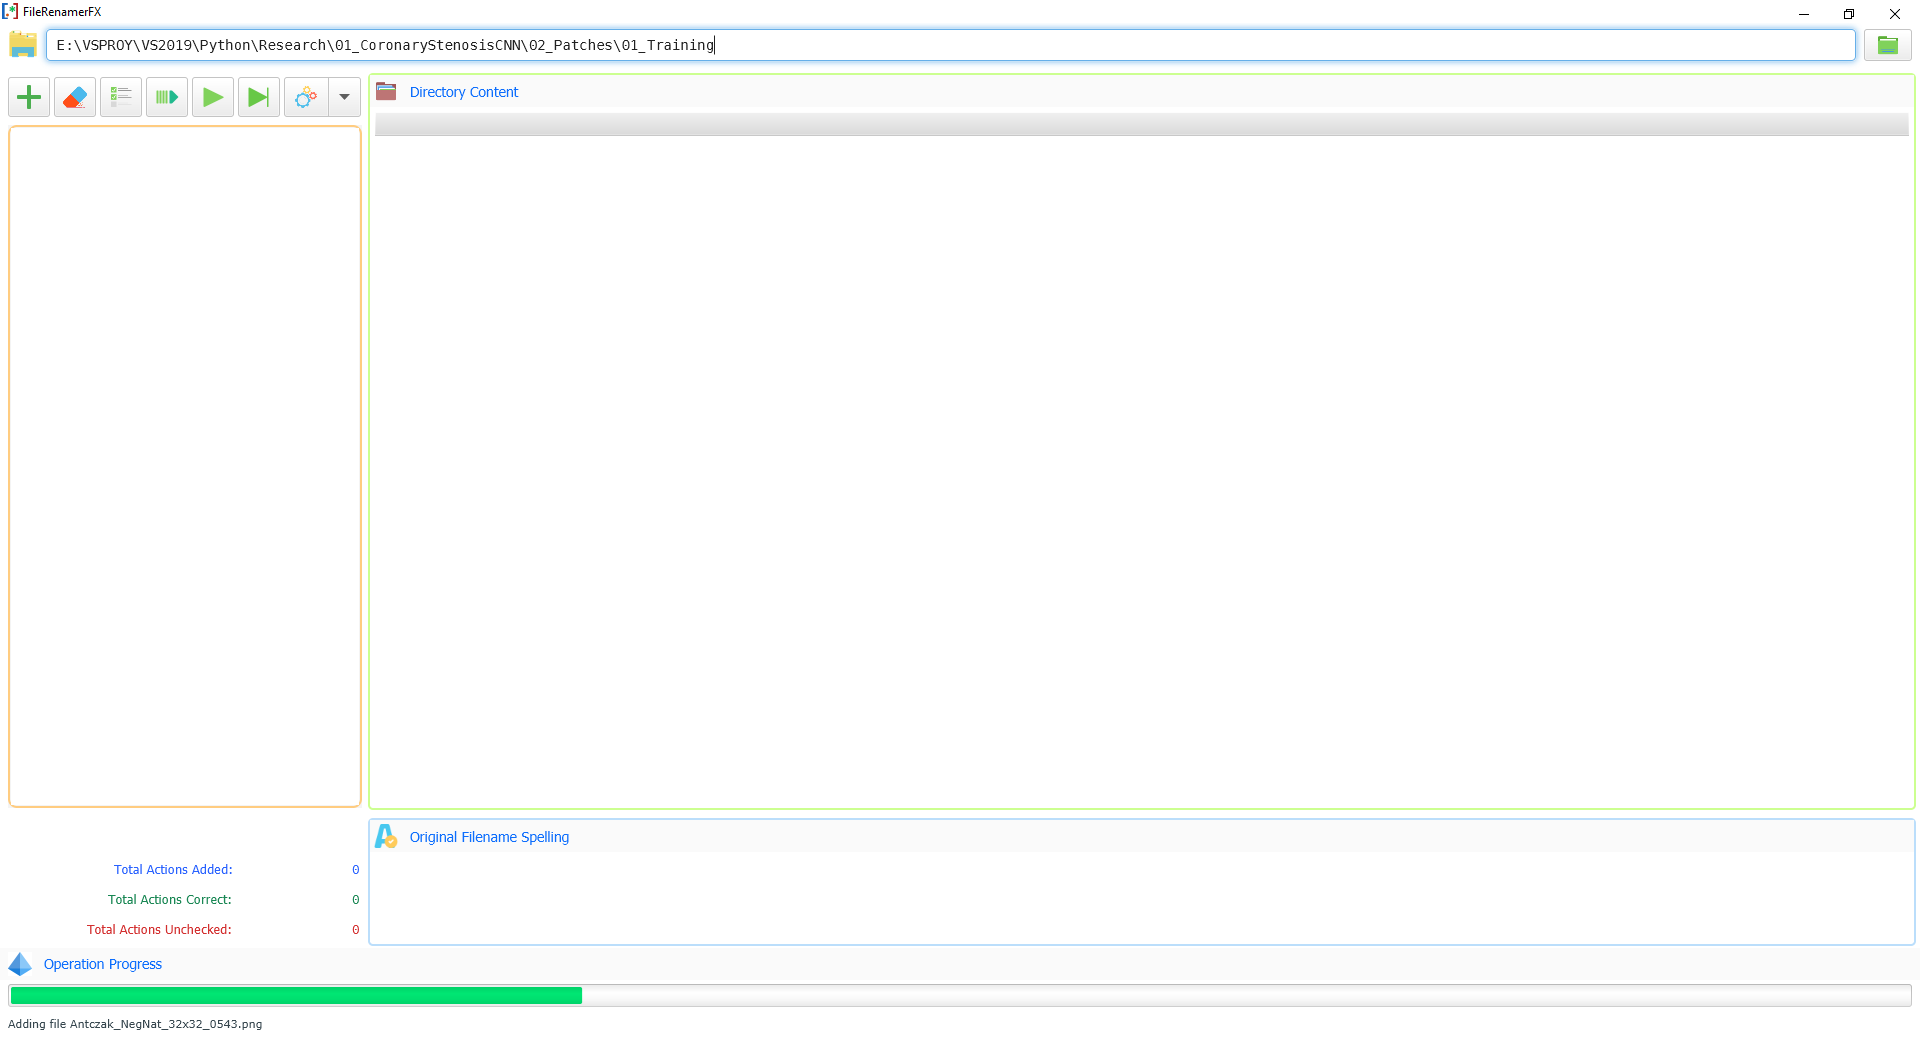 FileRenamerFX
E:\VSPROY\VS2019\Python\Research\01_CoronaryStenosisCNN\02_Patches\01_Training
Directory Content
Original Filename Spelling
Total Actions Added: 0
Total Actions Correct: 0
Total Actions Unchecked: 0
Operation Progress
Adding file Antczak_NegNat_32x32_0543.png